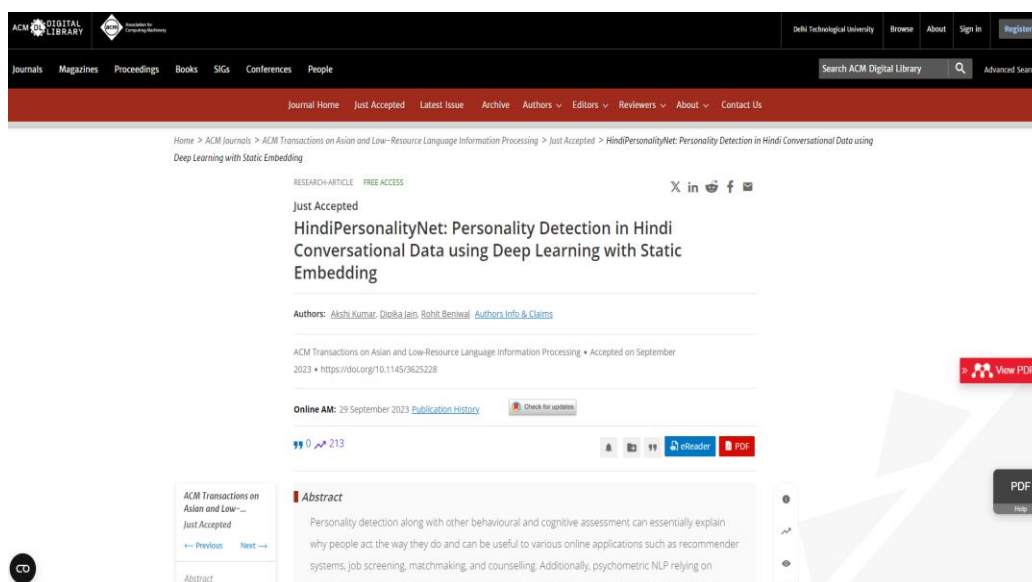 ACM DIGITAL LIBRARY
acm Association for Computing Machinery
Delhi Technological University Browse About Sign in Register
Journals Magazines Proceedings Books SIGs Conferences People
Search ACM Digital Library
Advanced Sear
Journal Home Just Accepted Latest Issue Archive Authors Editors Reviewers About Contact Us
Home > ACM Journals > ACM Transactions on Asian and Low-Resource Language Information Processing > Just Accepted > HindiPersonalityNet: Personality Detection in Hindi Conversational Data using
Deep Learning with Static Embedding
RESEARCH-ARTICLE FREE ACCESS
X in f
Just Accepted
HindiPersonalityNet: Personality Detection in Hindi
Conversational Data using Deep Learning with Static
Embedding
Authors: Akshi Kumar, Dipika Jain, Rohit Beniwal Authors Info & Claims
ACM Transactions on Asian and Low-Resource Language Information Processing • Accepted on September
2023 • https://doi.org/10.1145/3625228
» View PDF
Online AM: 29 September 2023 Publication History
Check for updates
0 213
eReader PDF
PDF
Help
ACM Transactions on
Asian and Low-...
Just Accepted
← Previous Next →
Abstract
Abstract
Personality detection along with other behavioural and cognitive assessment can essentially explain
why people act the way they do and can be useful to various online applications such as recommender
systems, job screening, matchmaking, and counselling. Additionally, psychometric NLP relying on